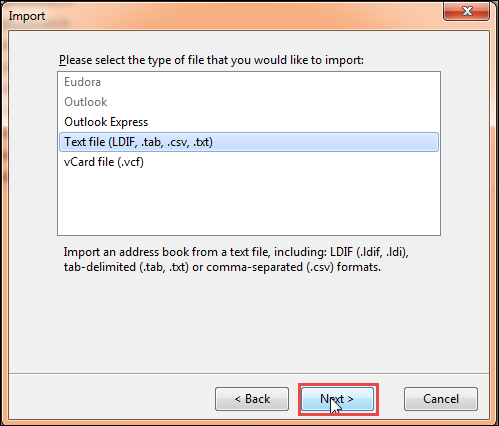 Import
Please select the type of file that you would like to import:
Eudora
Outlook
Outlook Express
Text file (LDIF, .tab, .csv, .txt)
vCard file (.vcf)
Import an address book from a text file, including: LDIF (.ldif, .ldi),
tab-delimited (.tab, .txt) or comma-separated (.csv) formats.
< Back
Next >
Cancel